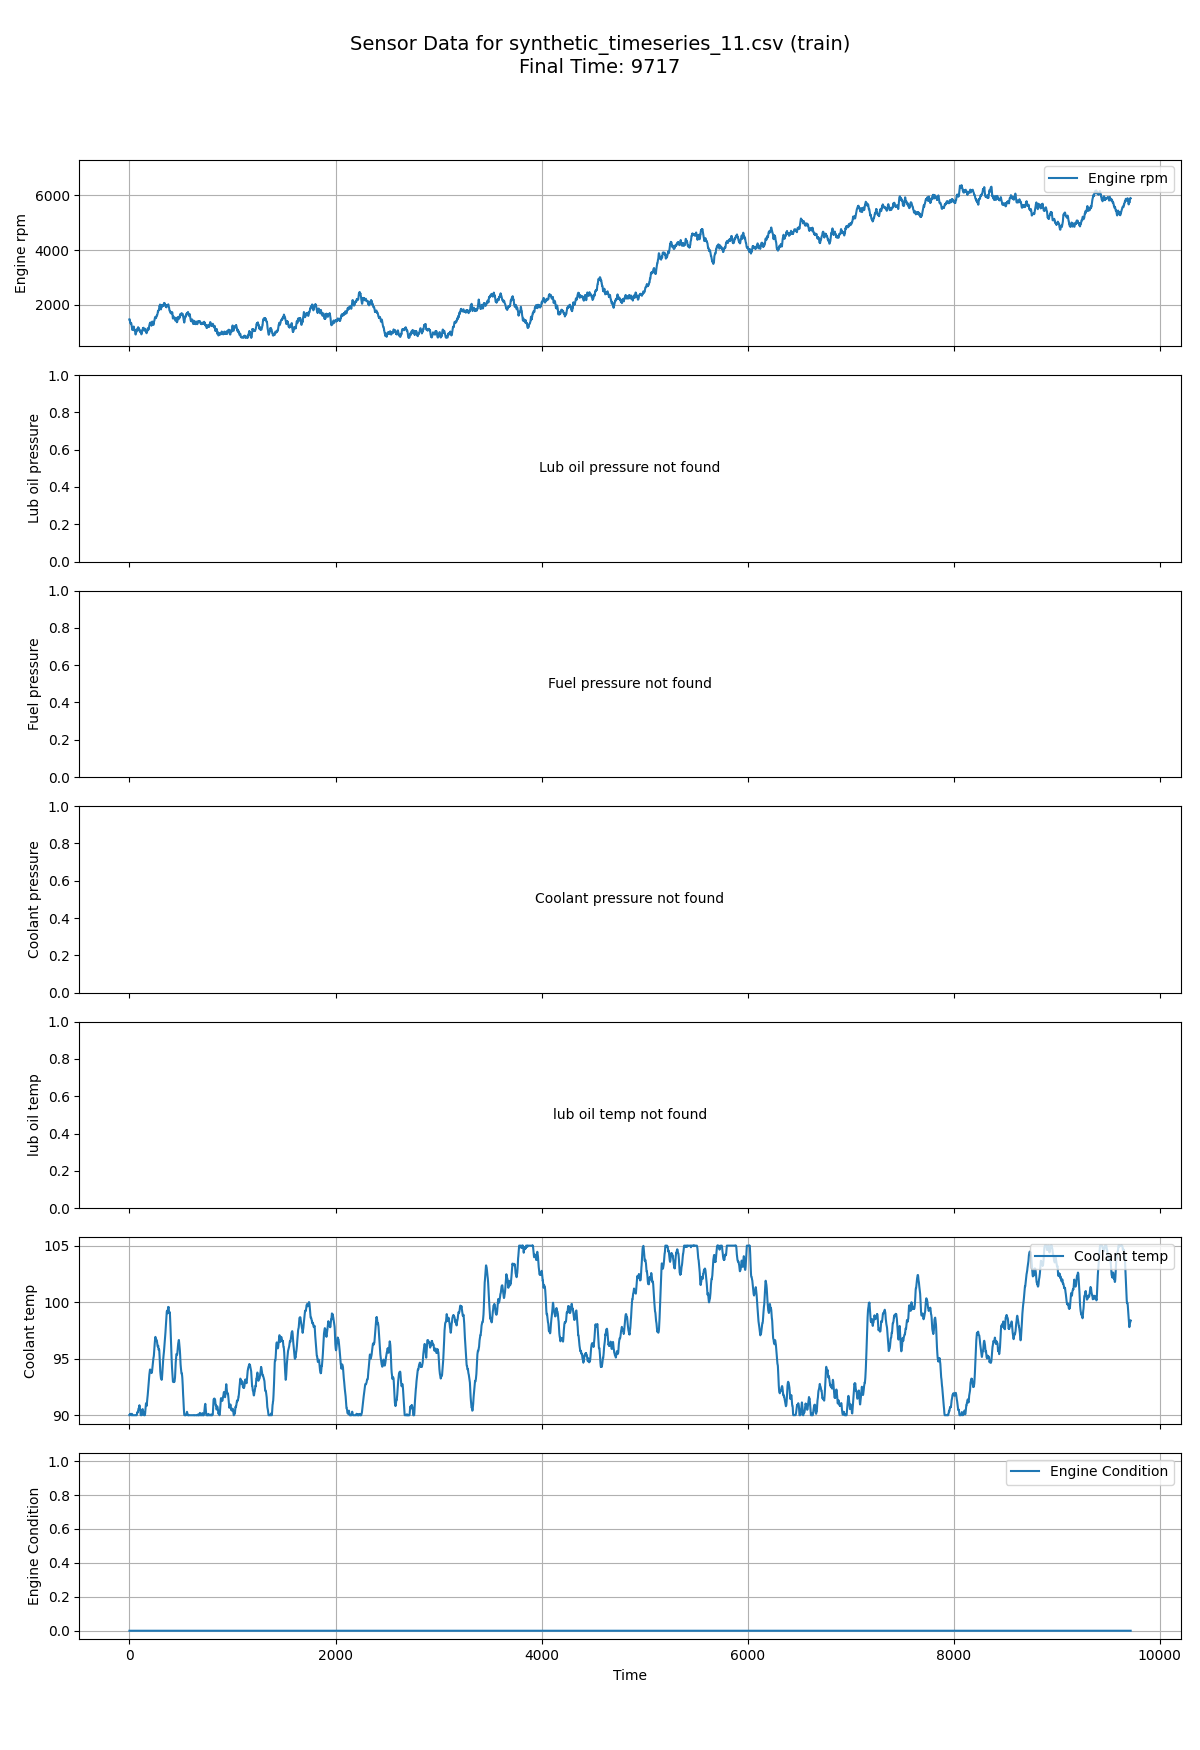 Sensor Data for synthetic_timeseries_11.csv (train)
Final Time: 9717
Engine rpm
6000
4000
2000
Engine rpm
Lub oil pressure
1.0
0.8
0.6
0.4
0.2
0.0
Lub oil pressure not found
Fuel pressure
1.0
0.8
0.6
0.4
0.2
0.0
Fuel pressure not found
Coolant pressure
1.0
0.8
0.6
0.4
0.2
0.0
Coolant pressure not found
lub oil temp
1.0
0.8
0.6
0.4
0.2
0.0
lub oil temp not found
Coolant temp
105
100
95
90
Coolant temp
Engine Condition
1.0
0.8
0.6
0.4
0.2
0.0
Engine Condition
0 2000 4000 6000 8000 10000
Time